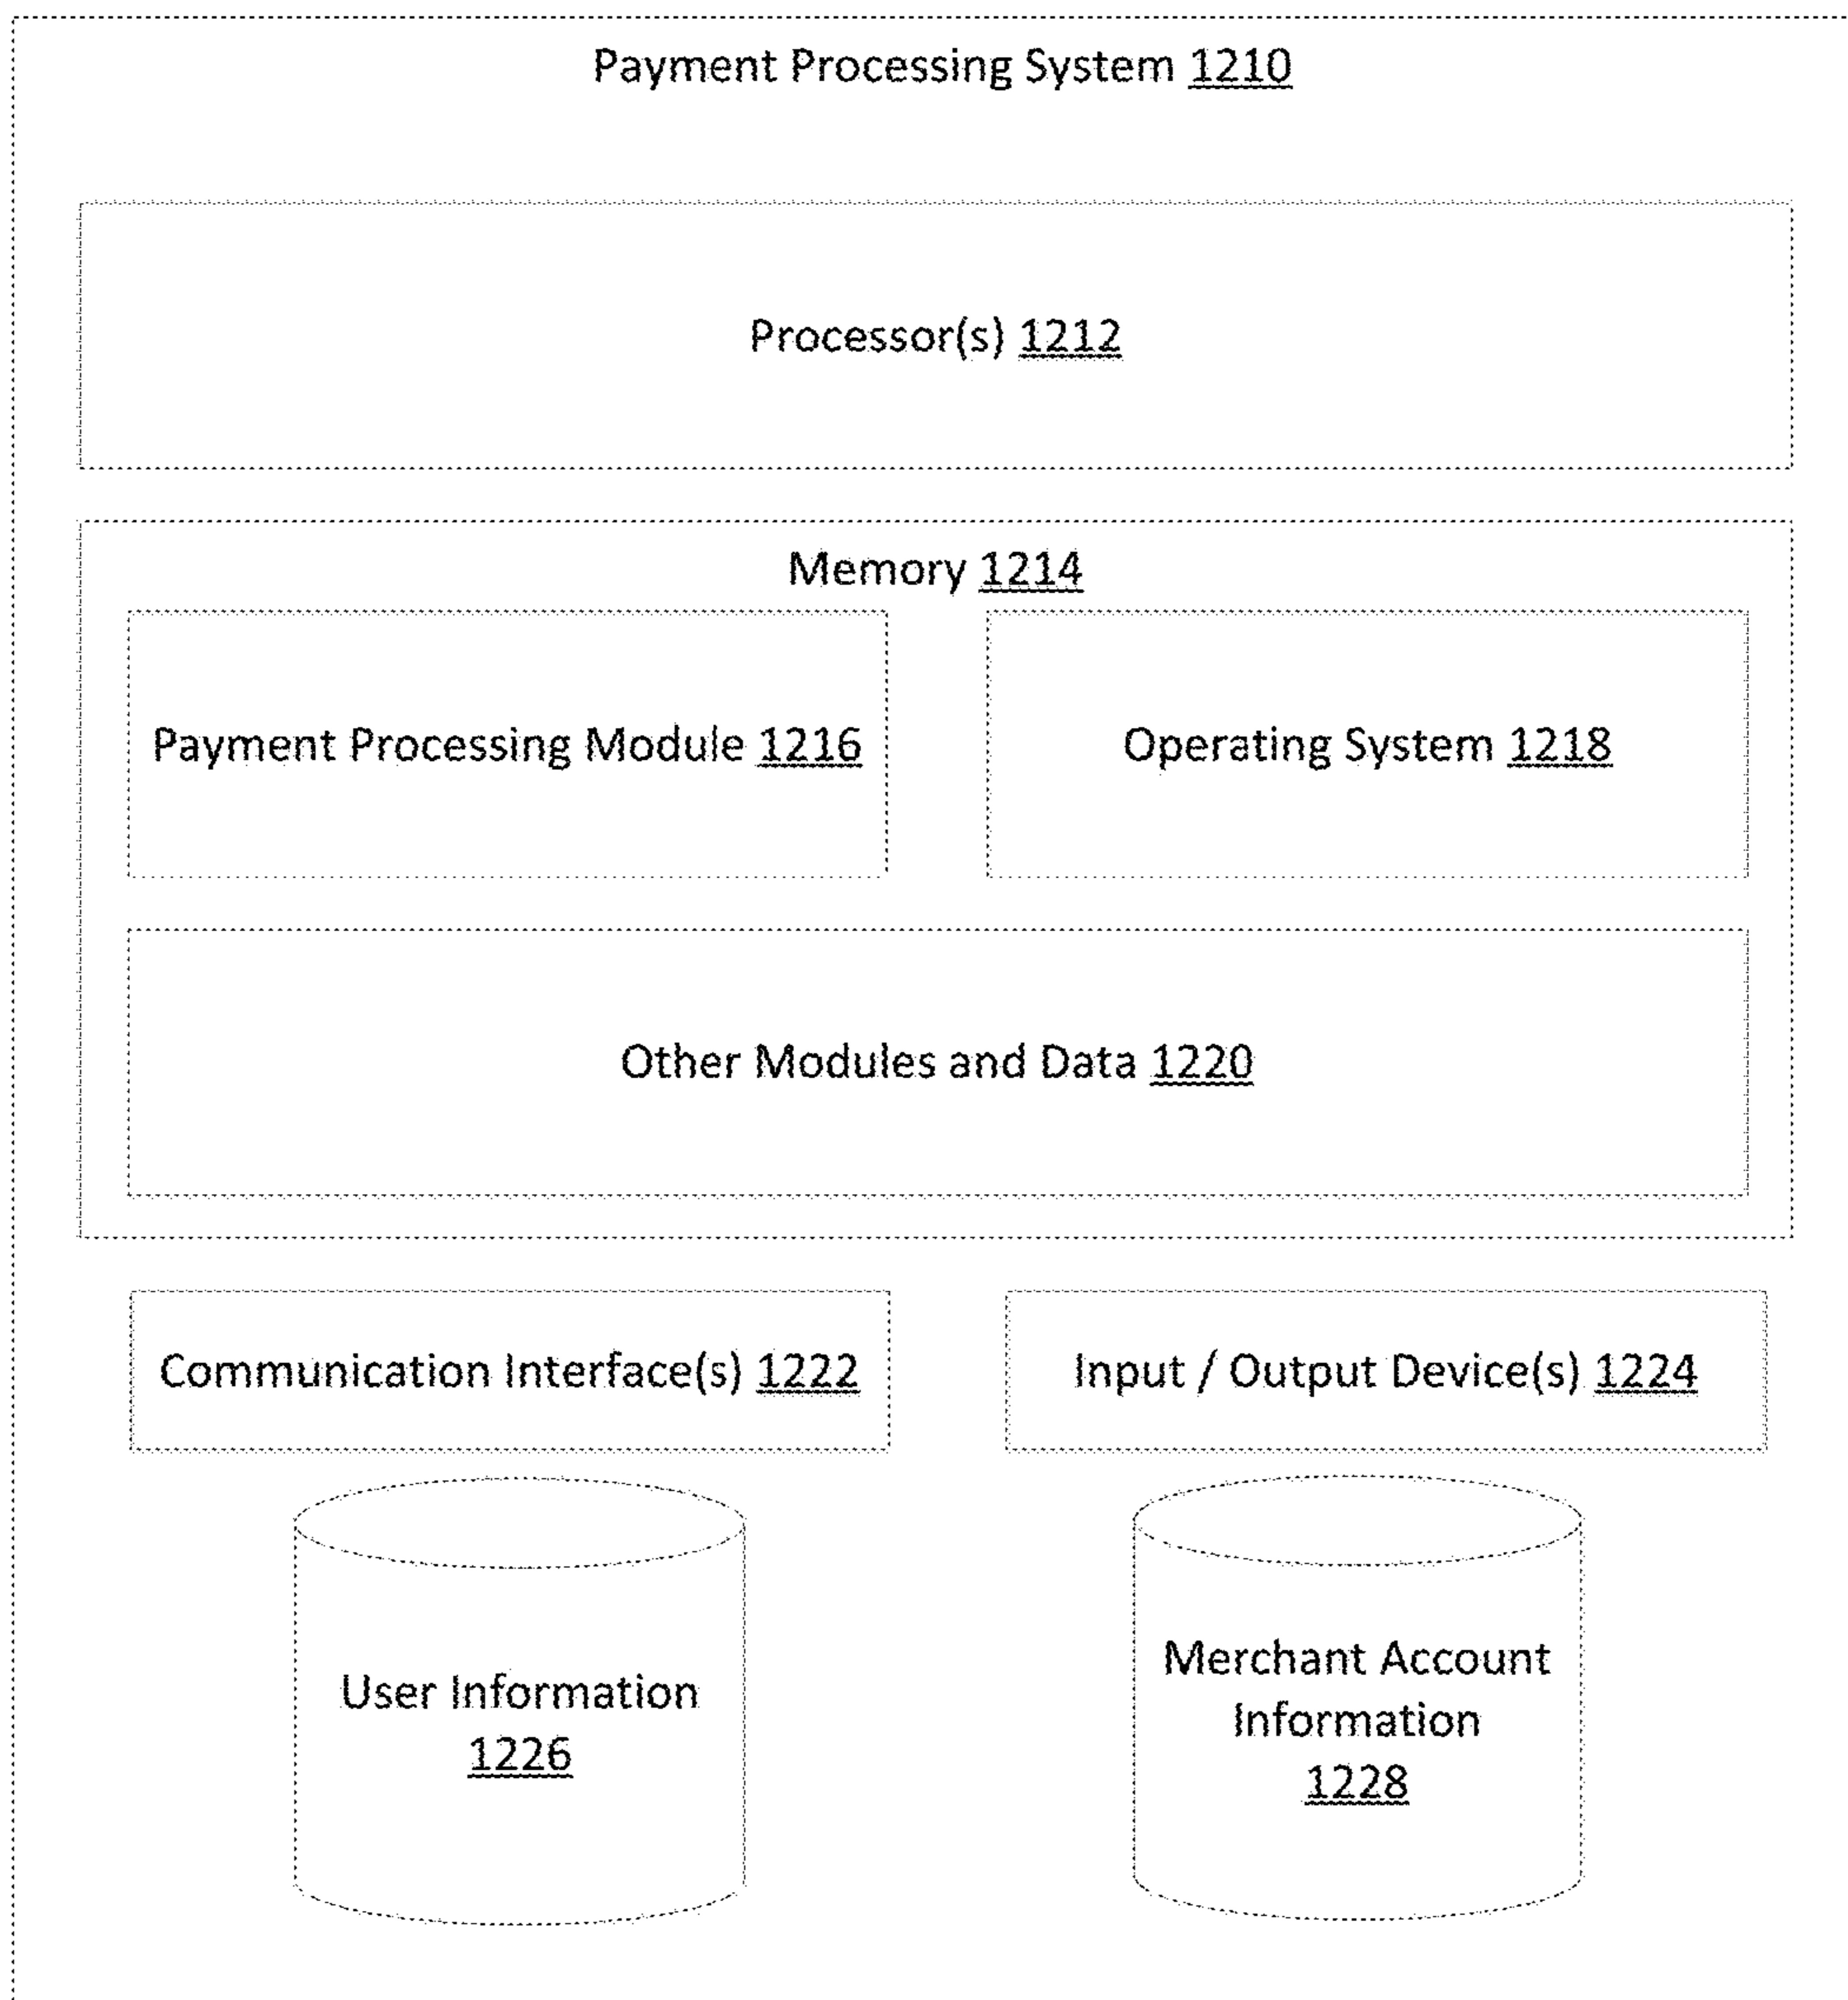 Payment Processing System 1210
Processor(s) 1212
Memory 1214
Payment Processing Module 1216
Operating System 1218
Other Modules and Data 1220
Communication Interface(s) 1222
Input / Output Device(s) 1224
User Information
1226
Merchant Account
Information
1228